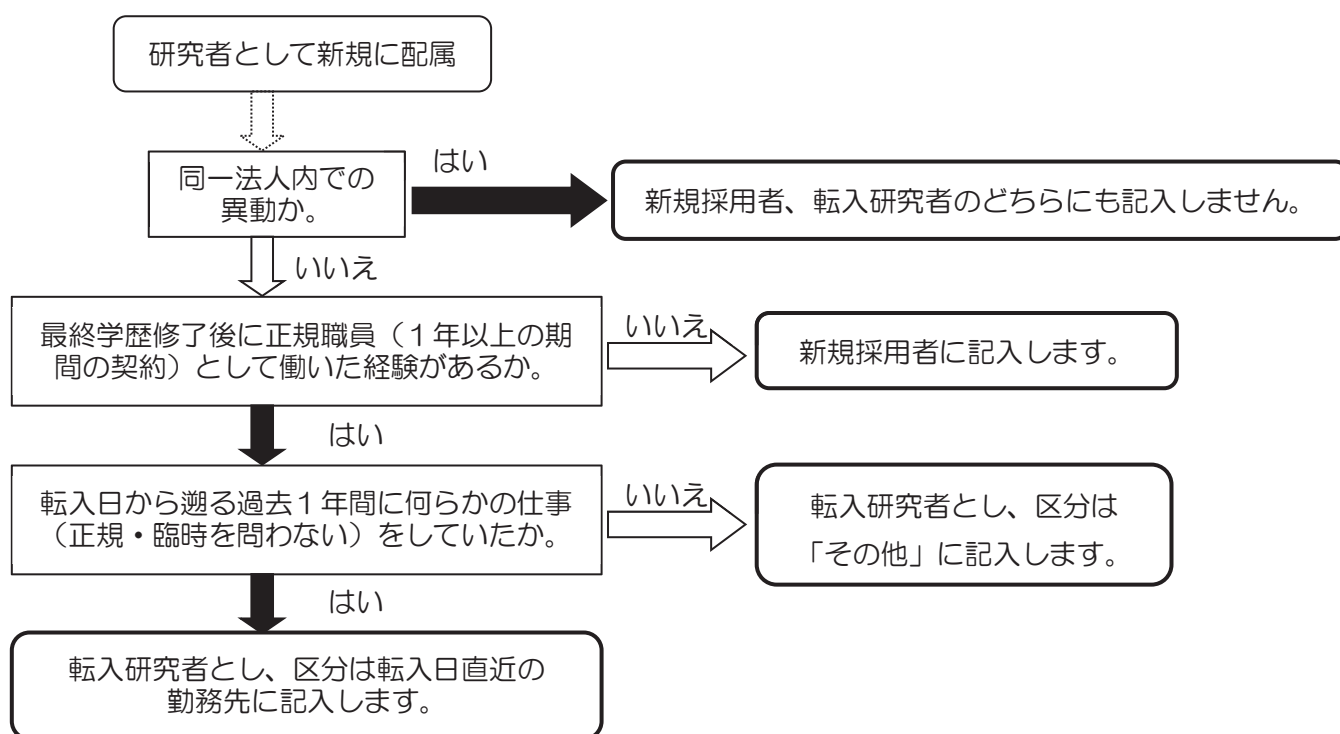 研究者として新規に配属
同一法人内での
異動か。
はい
新規採用者、転入研究者のどちらにも記入しません。
いいえ
最終学歴修了後に正規職員（１年以上の期
間の契約）として働いた経験があるか。
いいえ
新規採用者に記入します。
はい
転入日から遡る過去１年間に何らかの仕事
（正規・臨時を問わない）をしていたか。
いいえ
転入研究者とし、区分は
「その他」に記入します。
はい
転入研究者とし、区分は転入日直近の
勤務先に記入します。